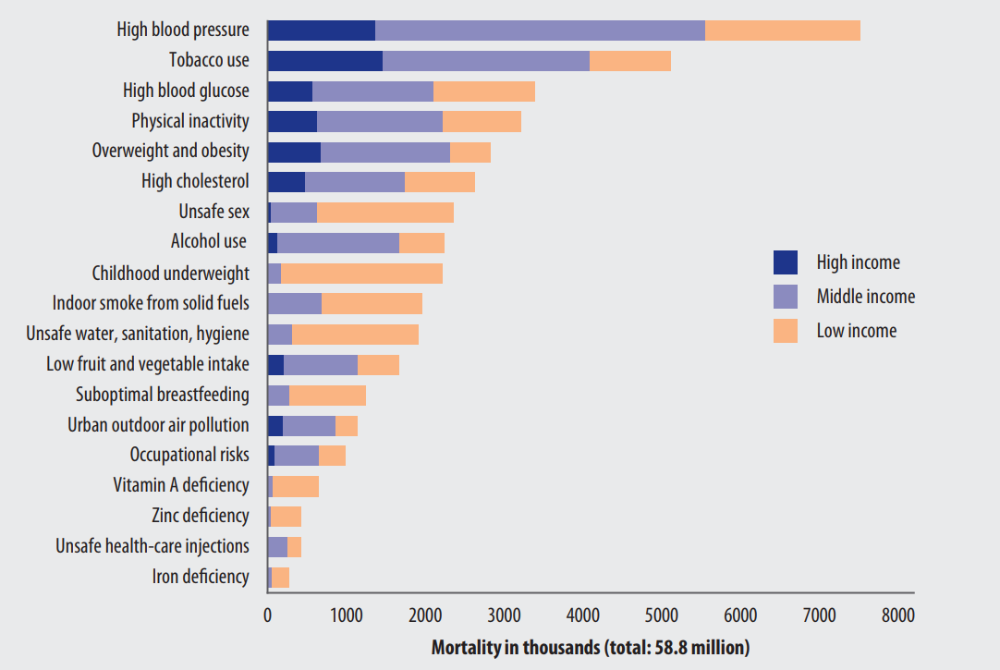 High blood pressure
Tobacco use
High blood glucose
Physical inactivity
Overweight and obesity
High cholesterol
Unsafe sex
Alcohol use
Childhood underweight
Indoor smoke from solid fuels
Unsafe water, sanitation, hygiene
Low fruit and vegetable intake
Suboptimal breastfeeding
Urban outdoor air pollution
Occupational risks
Vitamin A deficiency
Zinc deficiency
Unsafe health-care injections
Iron deficiency
High income
Middle income
Low income
0 1000 2000 3000 4000 5000 6000 7000 8000
Mortality in thousands (total: 58.8 million)